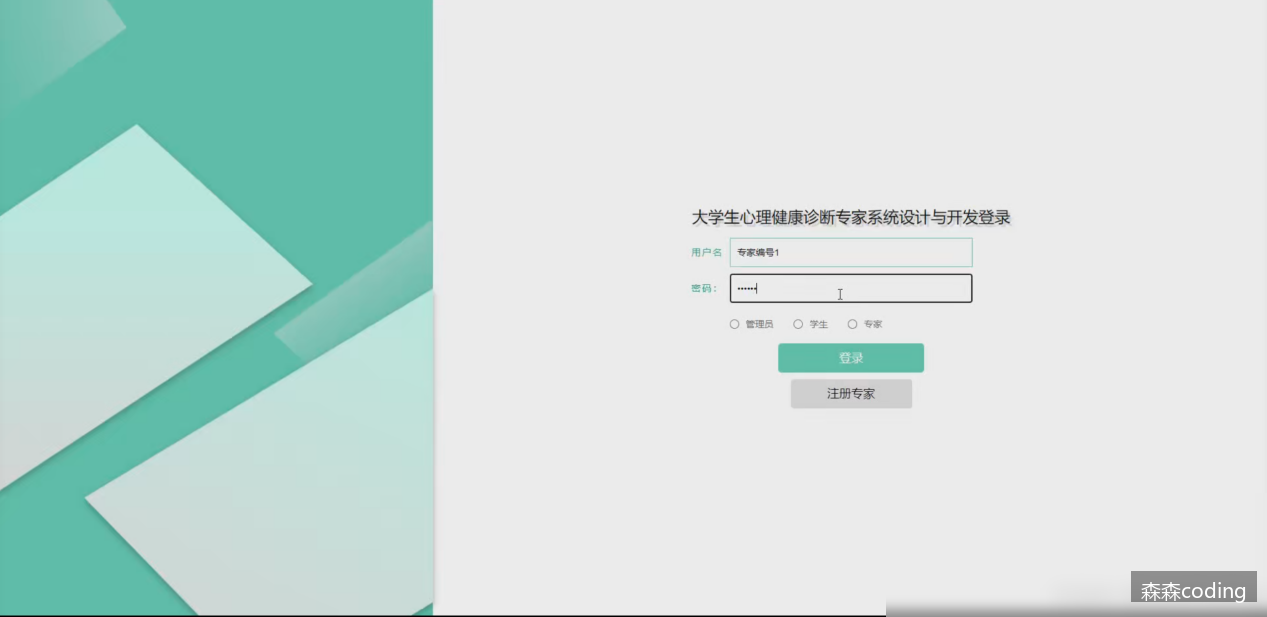 大学生心理健康诊断专家系统设计与开发登录
用户名
专家编号1
密码：
••••••
管理员
学生
专家
登录
注册专家
森森coding